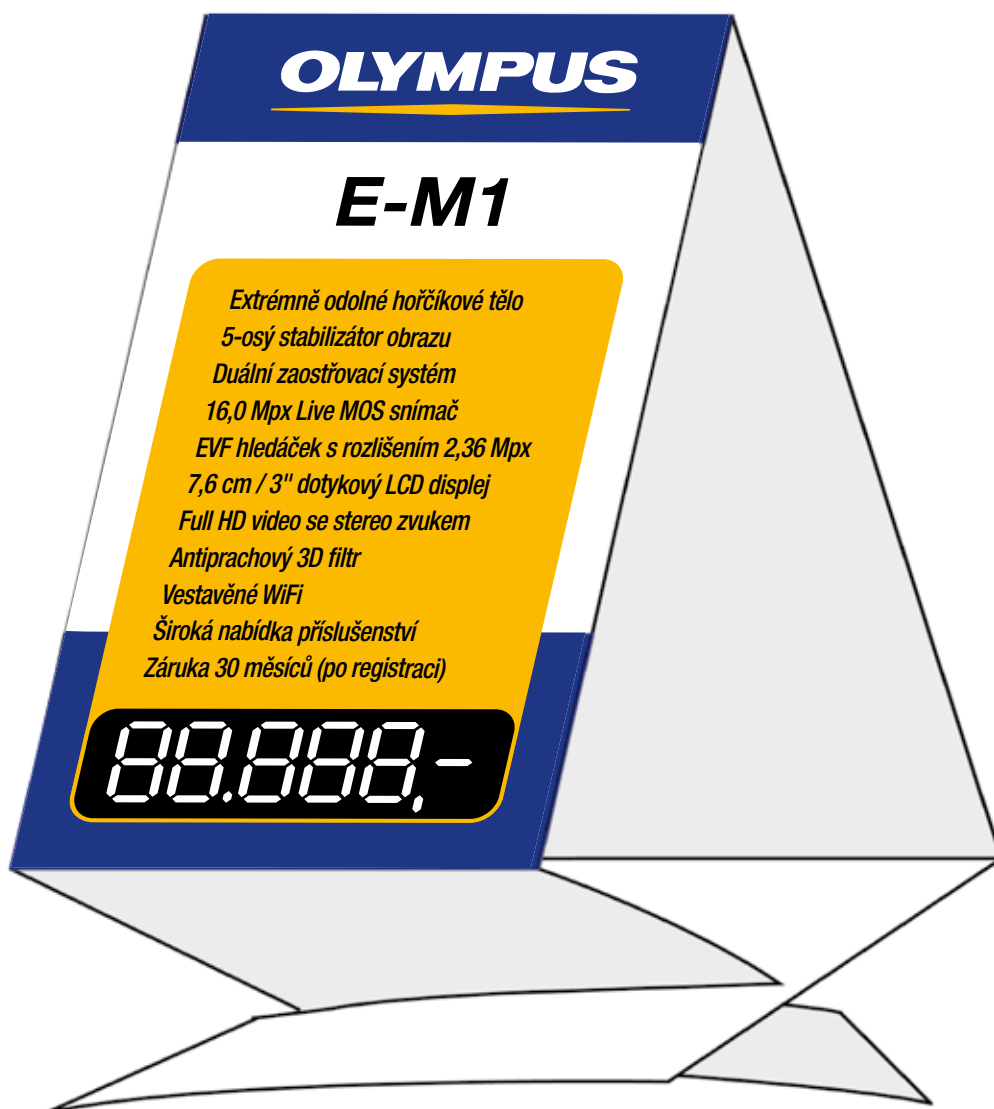 OLYMPUS
E-M1
Extrémně odolné hořčíkové tělo
5-osý stabilizátor obrazu
Duální zaostřovací systém
16,0 Mpx Live MOS snímač
EVF hledáček s rozlišením 2,36 Mpx
7,6 cm / 3" dotykový LCD displej
Full HD video se stereo zvukem
Antiprachový 3D filtr
Vestavěné WiFi
Široká nabídka příslušenství
Záruka 30 měsíců (po registraci)
88.888,-